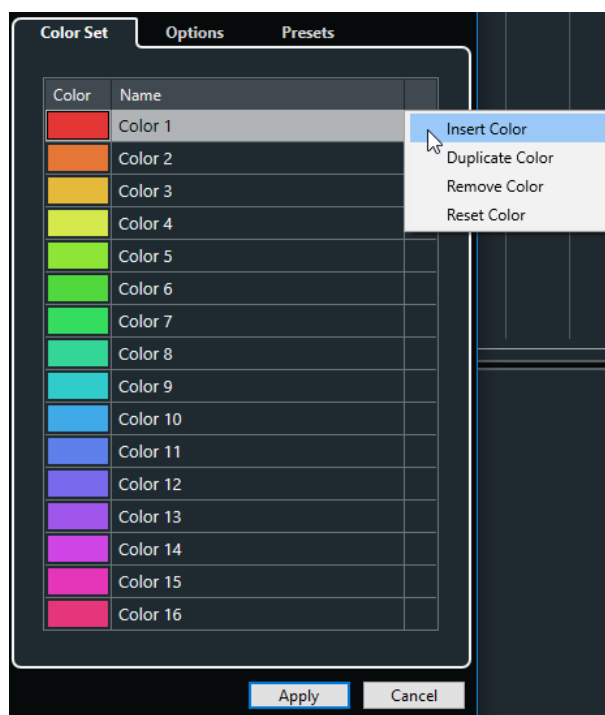 Color Set Options Presets
Color Name
Color 1
Insert Color
Color 2
Duplicate Color
Color 3
Remove Color
Color 4
Reset Color
Color 5
Color 6
Color 7
Color 8
Color 9
Color 10
Color 11
Color 12
Color 13
Color 14
Color 15
Color 16
Apply Cancel